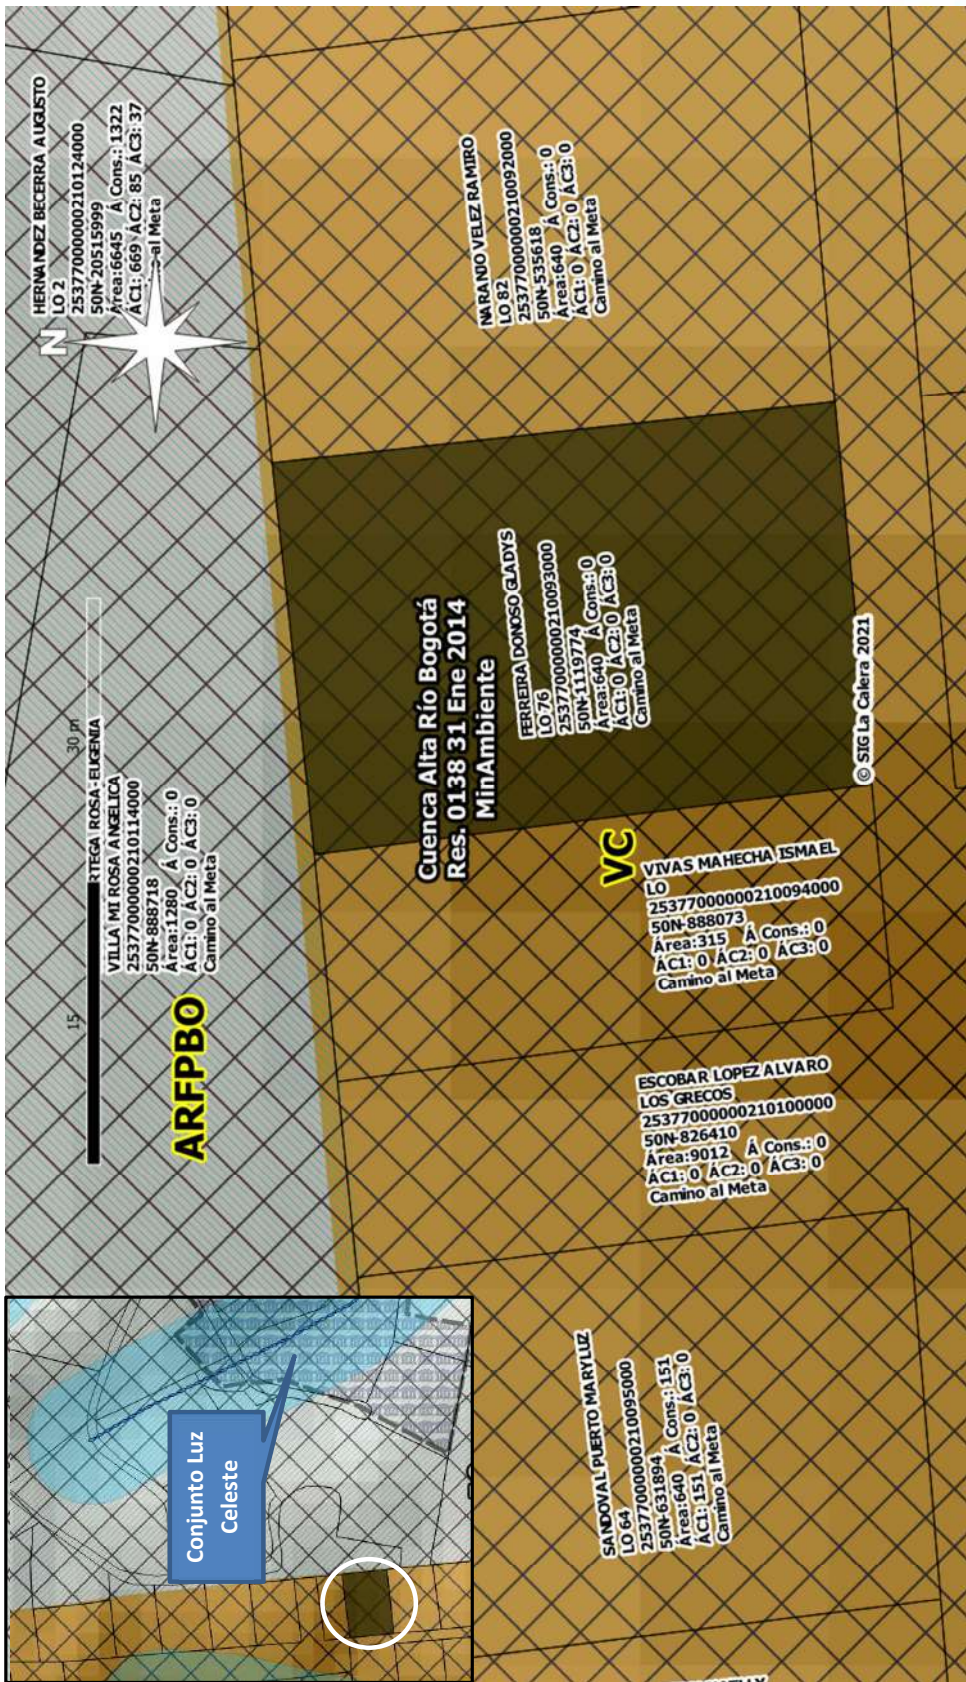 HERNANDEZ BECERRA AUGUSTO
LO 2
253770000000210124000
50N-20515999
Área:6645 Á Cons.: 1322
ÁC1: 669 ÁC2: 85 ÁC3: 37
al Meta
N
15
30 m
RTEGA ROSA-EUGENIA
VILLA MI ROSA ANGELICA
253770000000210114000
50N-888718
Área:1280 Á Cons.: 0
ÁC1: 0 ÁC2: 0 ÁC3: 0
Camino al Meta
ARFPBO
NARANDO VELEZ RAMIRO
LO 82
253770000000210092000
50N-535618
Área:640 Á Cons.: 0
ÁC1: 0 ÁC2: 0 ÁC3: 0
Camino al Meta
Cuenca Alta Río Bogotá
Res. 0138 31 Ene 2014
MinAmbiente
FERREIRA DONOSO GLADYS
LO 76
253770000000210093000
50N-1119774
Área:640 Á Cons.: 0
ÁC1: 0 ÁC2: 0 ÁC3: 0
Camino al Meta
VC
VIVAS MAHECHA ISMAEL
LO
253770000000210094000
50N-888073
Área:315 Á Cons.: 0
ÁC1: 0 ÁC2: 0 ÁC3: 0
Camino al Meta
© SIG La Calera 2021
ESCOBAR LOPEZ ALVARO
LOS GRECOS
253770000000210100000
50N-826410
Área:9012 Á Cons.: 0
ÁC1: 0 ÁC2: 0 ÁC3: 0
Camino al Meta
SANDOVAL PUERTO MARYLUZ
LO 64
253770000000210095000
50N-631894
Área:640 Á Cons.: 151
ÁC1: 151 ÁC2: 0 ÁC3: 0
Camino al Meta
Conjunto Luz
Celeste